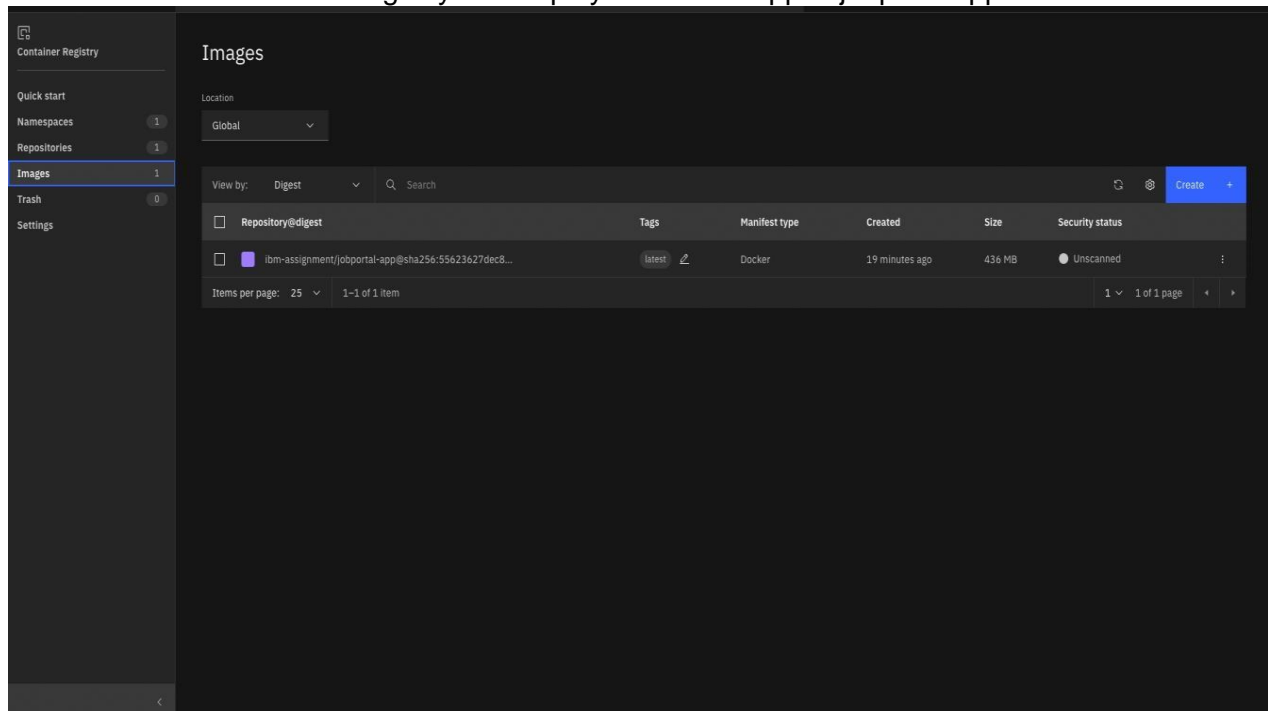 Container Registry
Quick start
Namespaces 1
Repositories 1
Images 1
Trash 0
Settings
Images
Location
Global
View by: Digest Search Create +
Repository@digest Tags Manifest type Created Size Security status
ibm-assignment/jobportal-app@sha256:55623627dec8... latest Docker 19 minutes ago 436 MB Unscanned
Items per page: 25 1–1 of 1 item 1 1 of 1 page